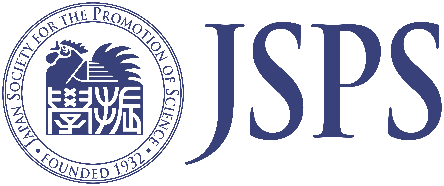 JAPAN SOCIETY FOR THE PROMOTION OF SCIENCE
• FOUNDED 1932 •
學振
JSPS